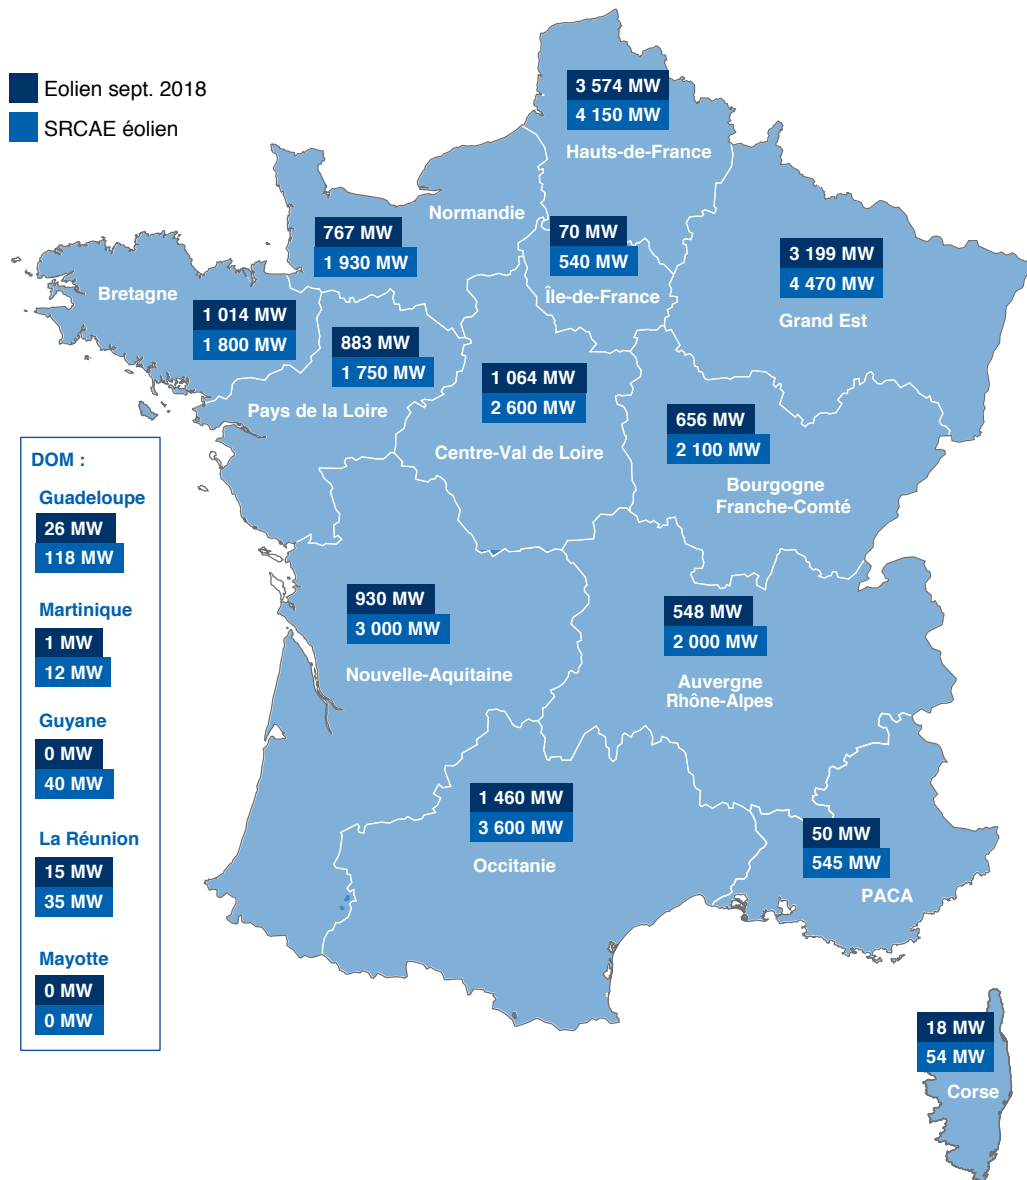 Eolien sept. 2018
SRCAE éolien
3 574 MW
4 150 MW
Hauts-de-France
Normandie
767 MW
1 930 MW
70 MW
540 MW
Île-de-France
3 199 MW
4 470 MW
Grand Est
Bretagne
1 014 MW
1 800 MW
883 MW
1 750 MW
Pays de la Loire
1 064 MW
2 600 MW
Centre-Val de Loire
656 MW
2 100 MW
Bourgogne
Franche-Comté
DOM :
Guadeloupe
26 MW
118 MW
Martinique
1 MW
12 MW
Guyane
0 MW
40 MW
La Réunion
15 MW
35 MW
Mayotte
0 MW
0 MW
930 MW
3 000 MW
Nouvelle-Aquitaine
548 MW
2 000 MW
Auvergne
Rhône-Alpes
1 460 MW
3 600 MW
Occitanie
50 MW
545 MW
PACA
18 MW
54 MW
Corse